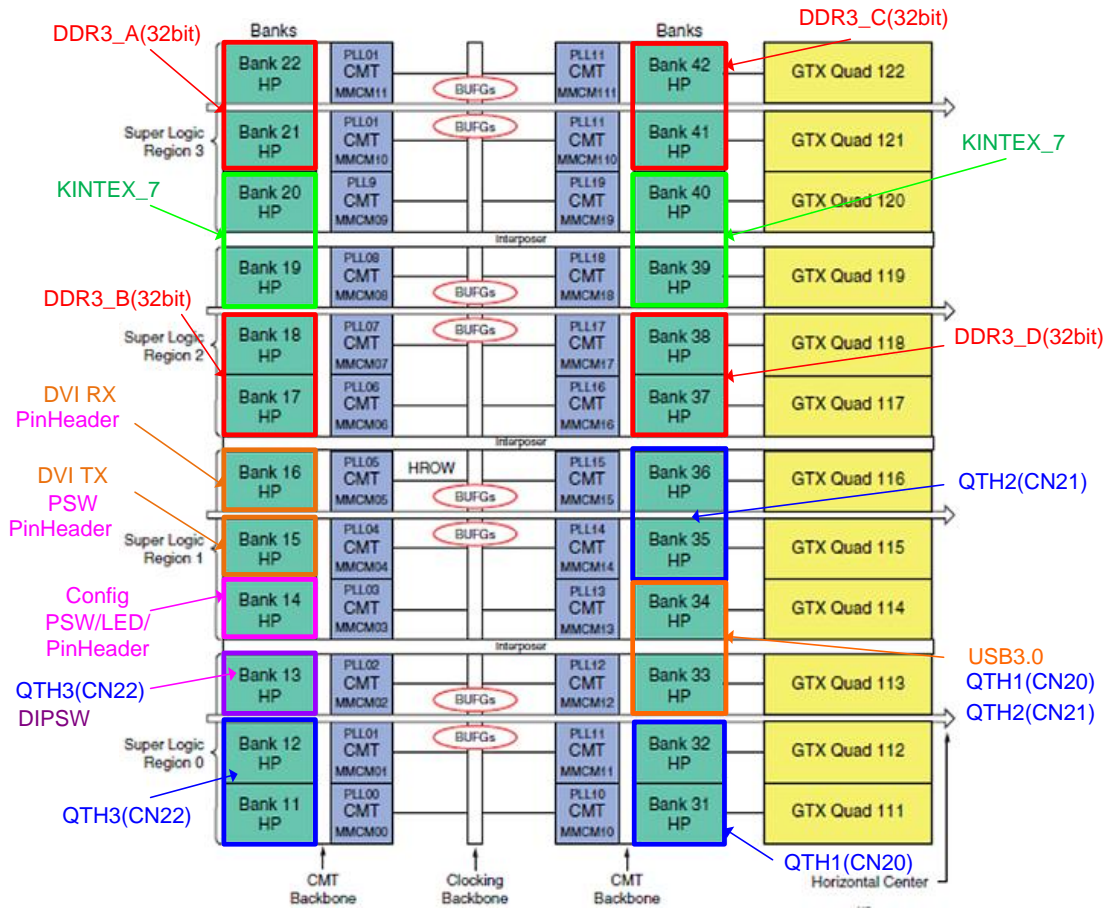 DDR3_A(32bit)
Banks
Banks
DDR3_C(32bit)
Bank 22
HP
PLL01
CMT
MMCM11
BUFGs
PLL11
CMT
MMCM111
Bank 42
HP
GTX Quad 122
Super Logic
Region 3
Bank 21
HP
PLL01
CMT
MMCM10
BUFGs
PLL11
CMT
MMCM110
Bank 41
HP
GTX Quad 121
KINTEX_7
KINTEX_7
Bank 20
HP
PLL9
CMT
MMCM09
PLL19
CMT
MMCM19
Bank 40
HP
GTX Quad 120
Interposer
Bank 19
HP
PLL08
CMT
MMCM08
BUFGs
PLL18
CMT
MMCM18
Bank 39
HP
GTX Quad 119
DDR3_B(32bit)
Super Logic
Region 2
Bank 18
HP
PLL07
CMT
MMCM07
BUFGs
PLL17
CMT
MMCM17
Bank 38
HP
GTX Quad 118
DDR3_D(32bit)
Bank 17
HP
PLL06
CMT
MMCM06
PLL16
CMT
MMCM16
Bank 37
HP
GTX Quad 117
DVI RX
PinHeader
Interposer
Bank 16
HP
PLL05
CMT
MMCM05
HROW
BUFGs
PLL15
CMT
MMCM15
Bank 36
HP
GTX Quad 116
QTH2(CN21)
DVI TX
PSW
PinHeader
Super Logic
Region 1
Bank 15
HP
PLL04
CMT
MMCM04
BUFGs
PLL14
CMT
MMCM14
Bank 35
HP
GTX Quad 115
Config
PSW/LED/
PinHeader
Bank 14
HP
PLL03
CMT
MMCM03
PLL13
CMT
MMCM13
Bank 34
HP
GTX Quad 114
Interposer
QTH3(CN22)
DIPSW
Bank 13
HP
PLL02
CMT
MMCM02
BUFGs
PLL12
CMT
MMCM12
Bank 33
HP
GTX Quad 113
USB3.0
QTH1(CN20)
QTH2(CN21)
Super Logic
Region 0
Bank 12
HP
PLL01
CMT
MMCM01
BUFGs
PLL11
CMT
MMCM11
Bank 32
HP
GTX Quad 112
QTH3(CN22)
Bank 11
HP
PLL00
CMT
MMCM00
PLL10
CMT
MMCM10
Bank 31
HP
GTX Quad 111
QTH1(CN20)
CMT
Backbone
Clocking
Backbone
CMT
Backbone
Horizontal Center